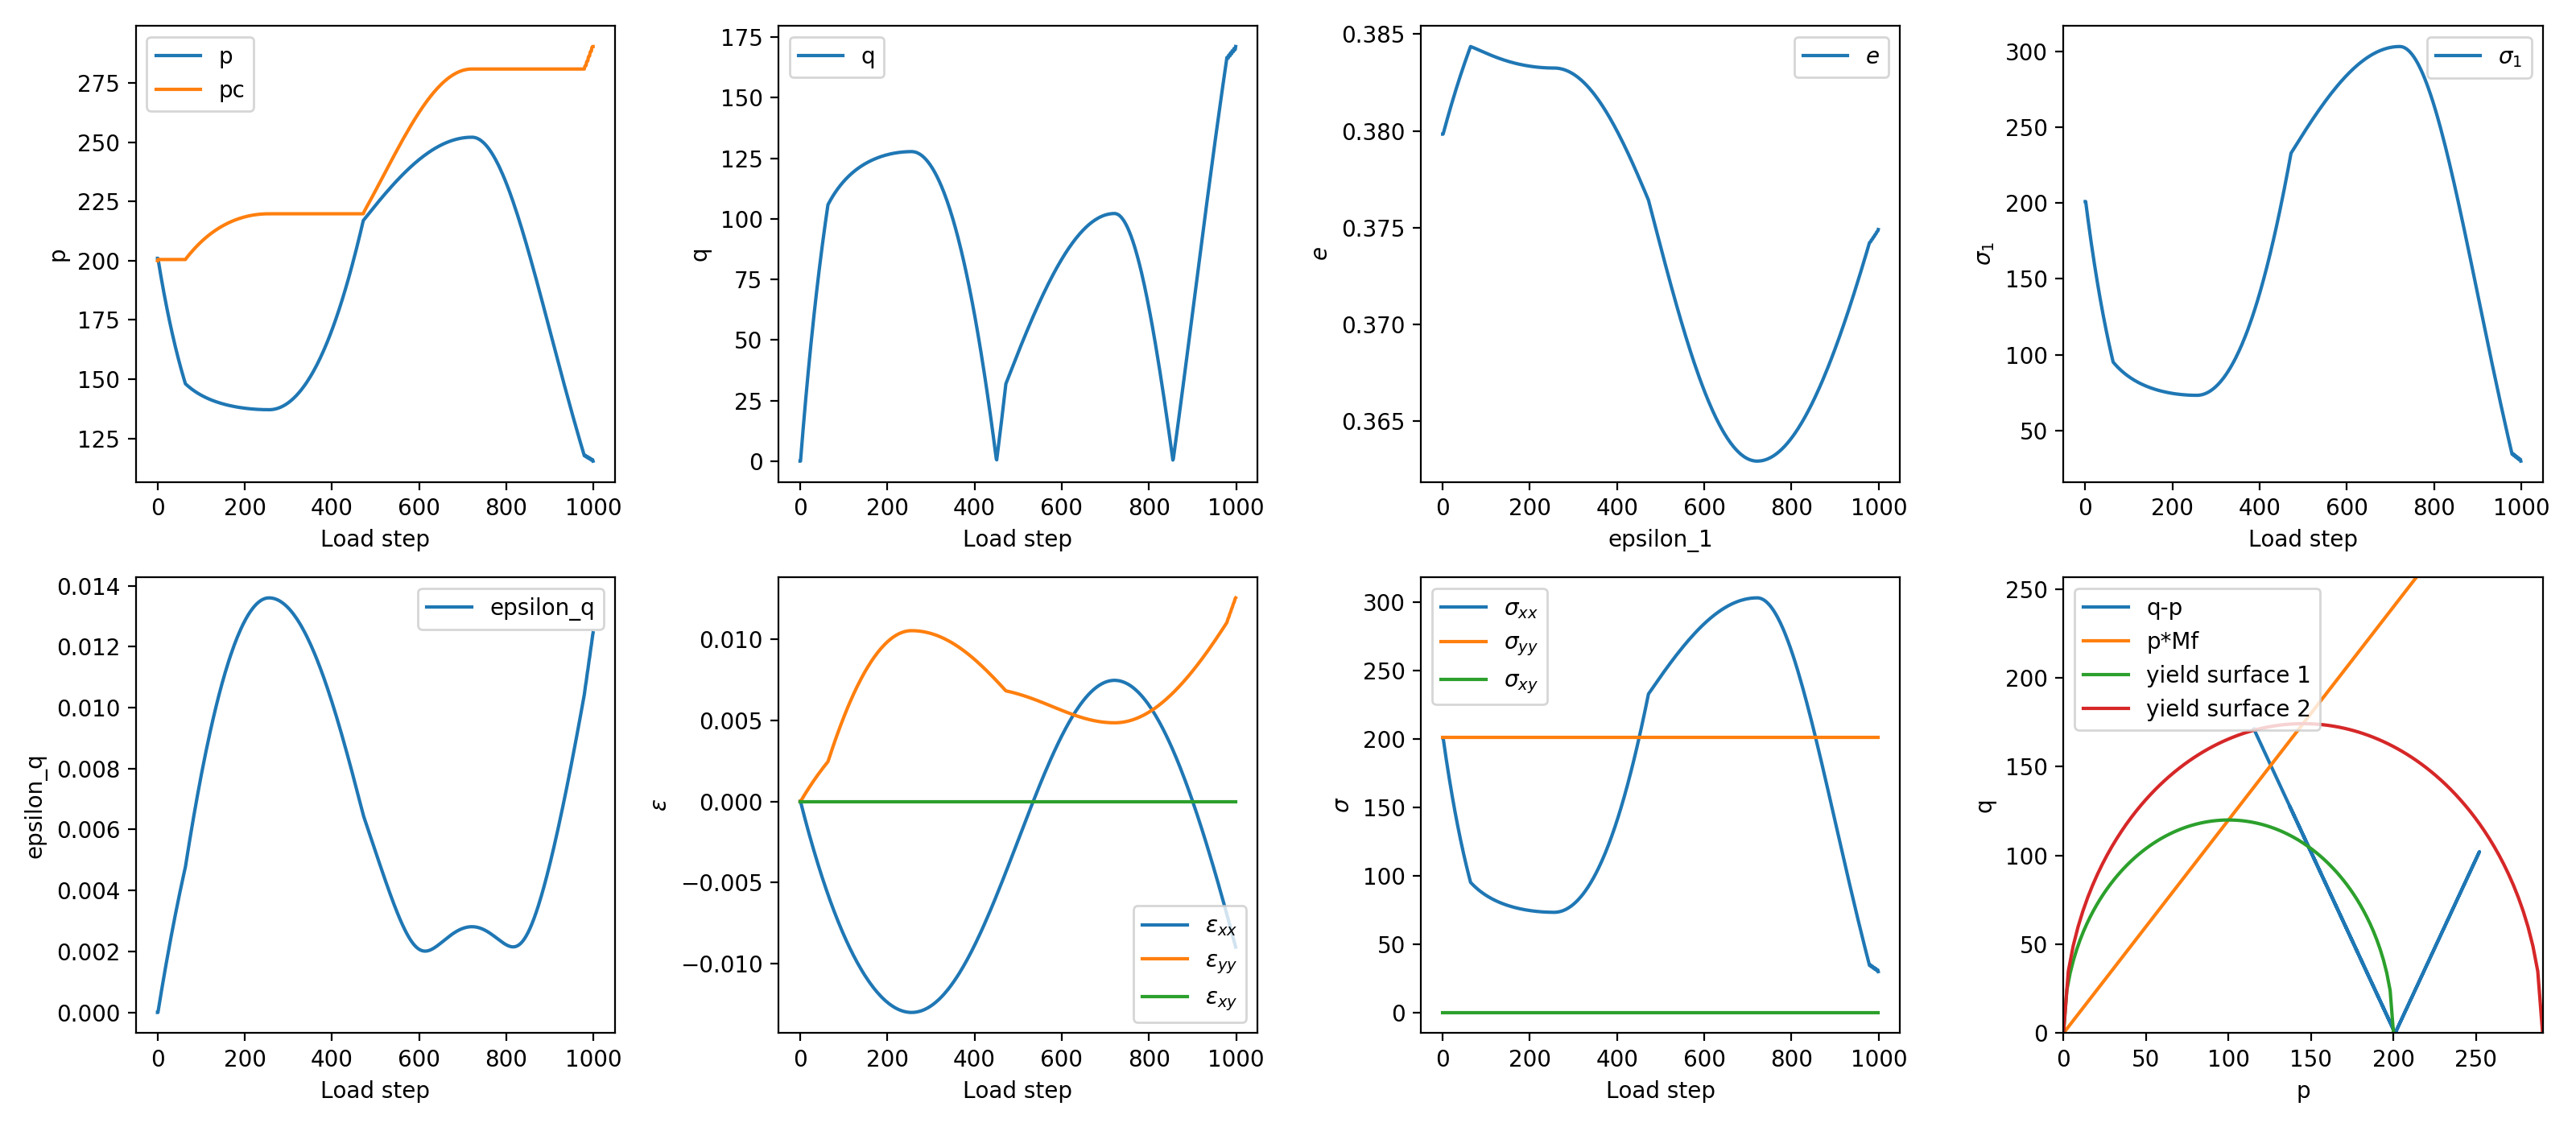 p
pc
275
250
225
200
175
150
125
p
0 200 400 600 800 1000
Load step
q
175
150
125
100
75
50
25
0
q
0 200 400 600 800 1000
Load step
e
0.385
0.380
0.375
0.370
0.365
e
0 200 400 600 800 1000
epsilon_1
σ₁
300
250
200
150
100
50
σ₁
0 200 400 600 800 1000
Load step
epsilon_q
0.014
0.012
0.010
0.008
0.006
0.004
0.002
0.000
epsilon_q
0 200 400 600 800 1000
Load step
0.010
0.005
0.000
−0.005
−0.010
ε
εxx
εyy
εxy
0 200 400 600 800 1000
Load step
σxx
σyy
σxy
300
250
200
150
100
50
0
σ
0 200 400 600 800 1000
Load step
q-p
p*Mf
yield surface 1
yield surface 2
250
200
150
100
50
0
q
0 50 100 150 200 250
p